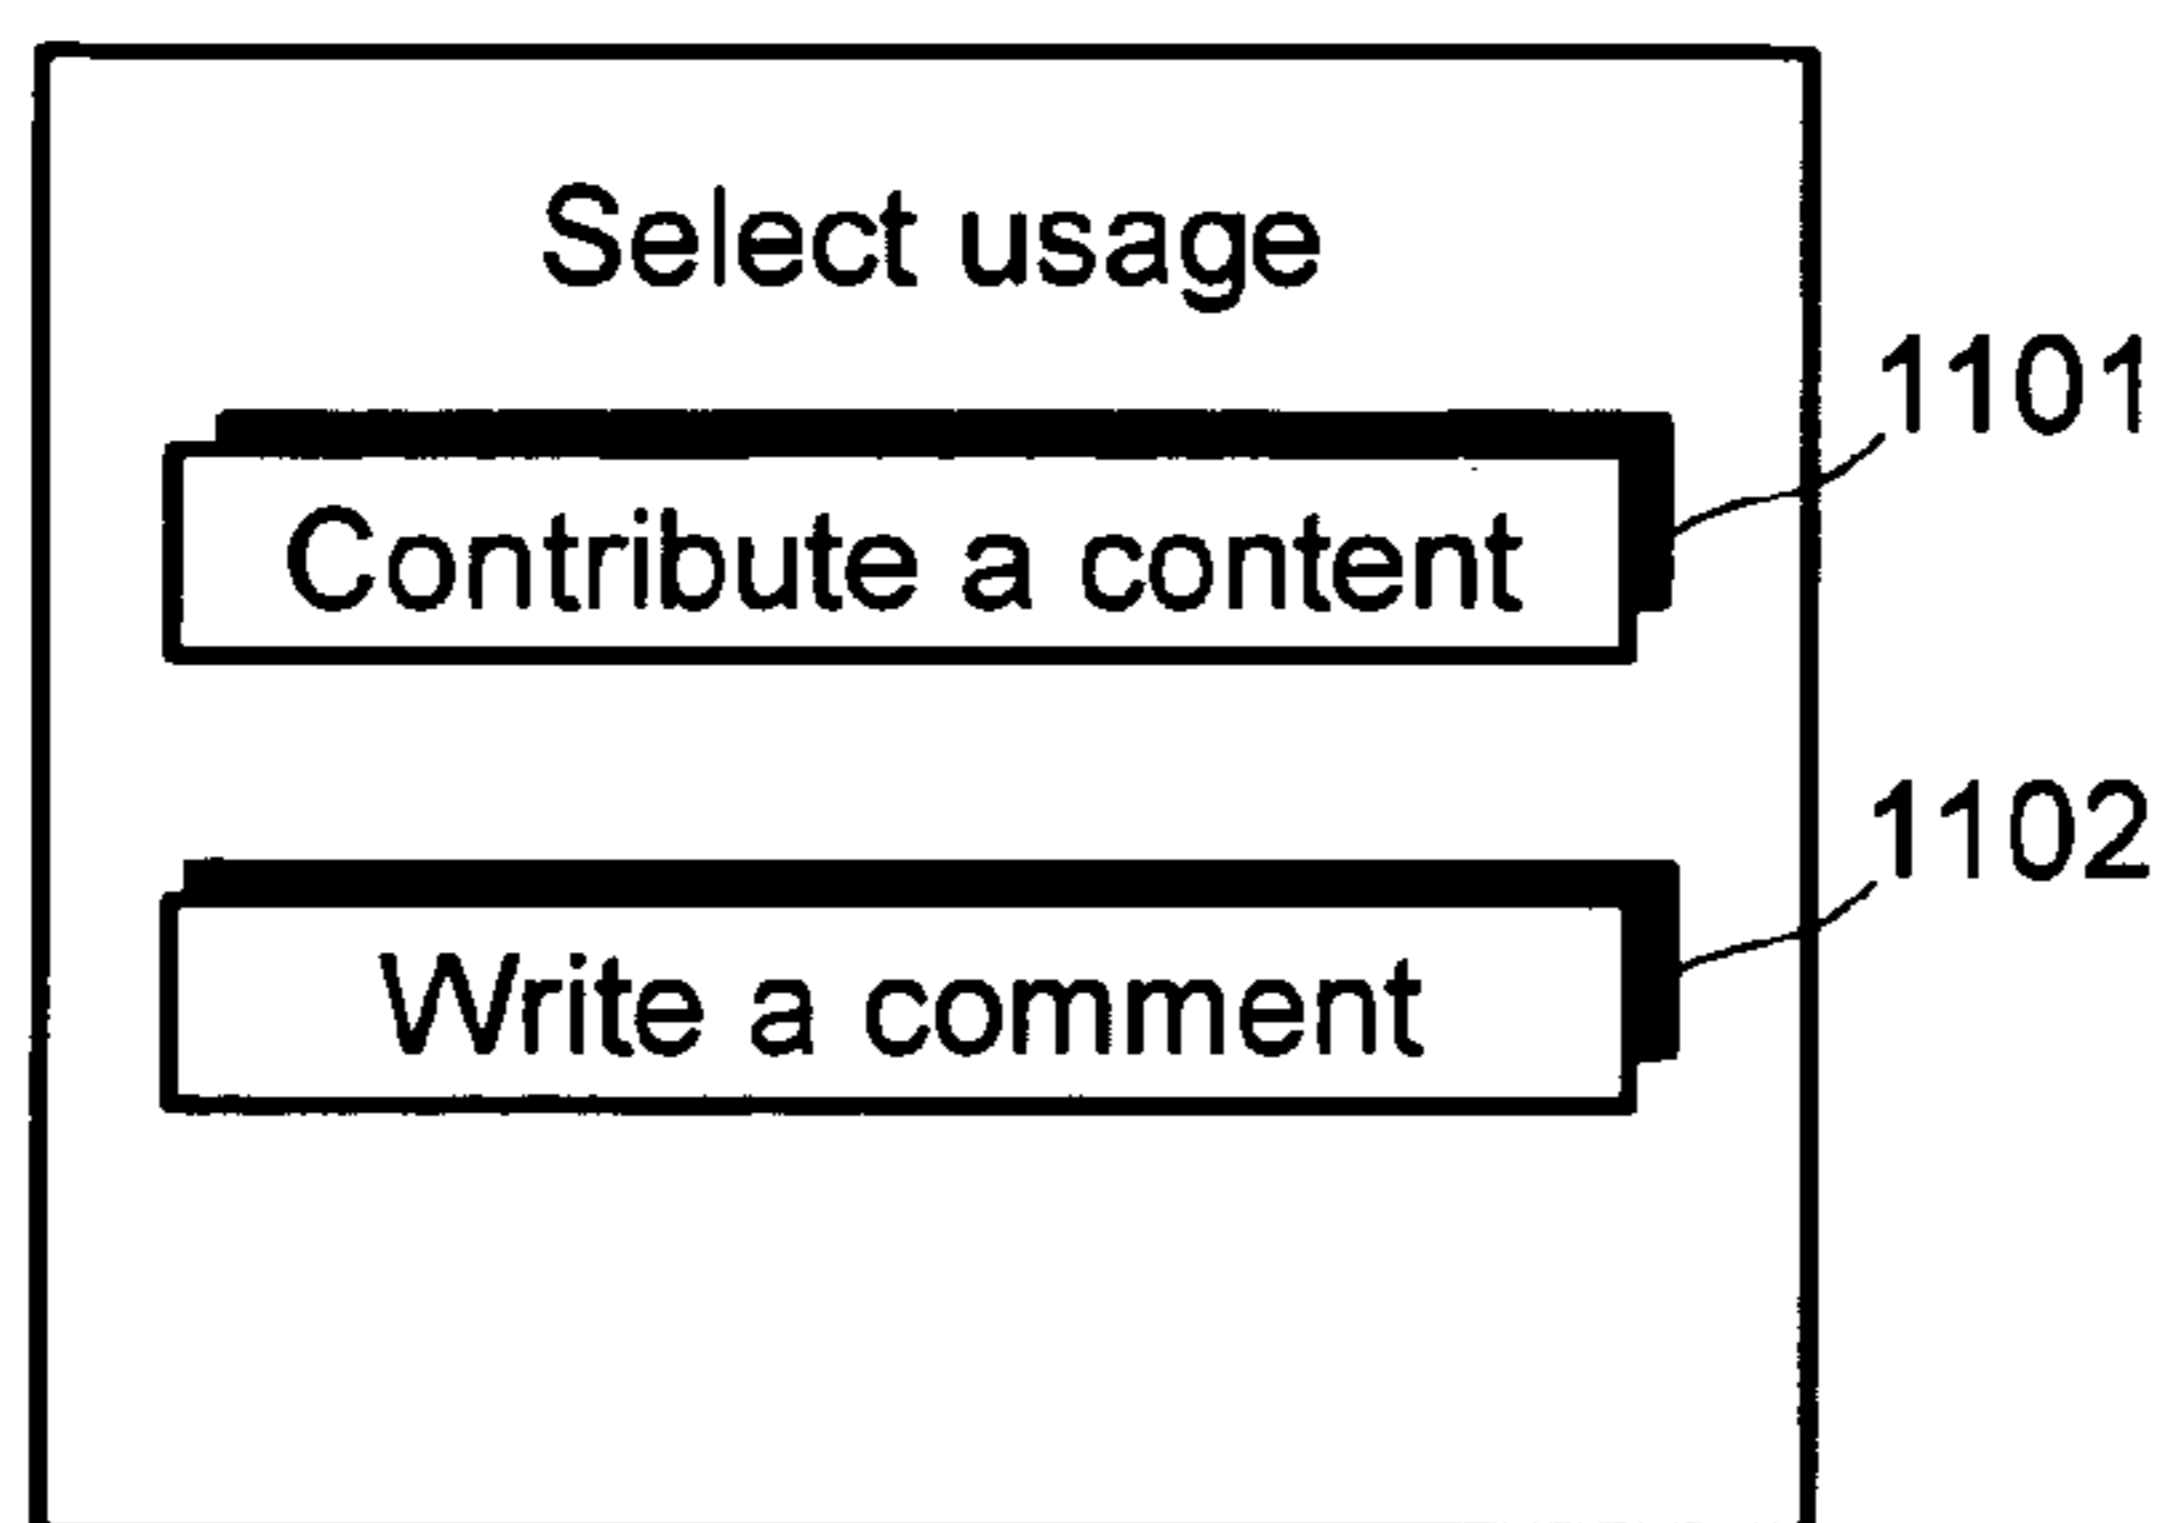 Select usage
1101
Contribute a content
1102
Write a comment